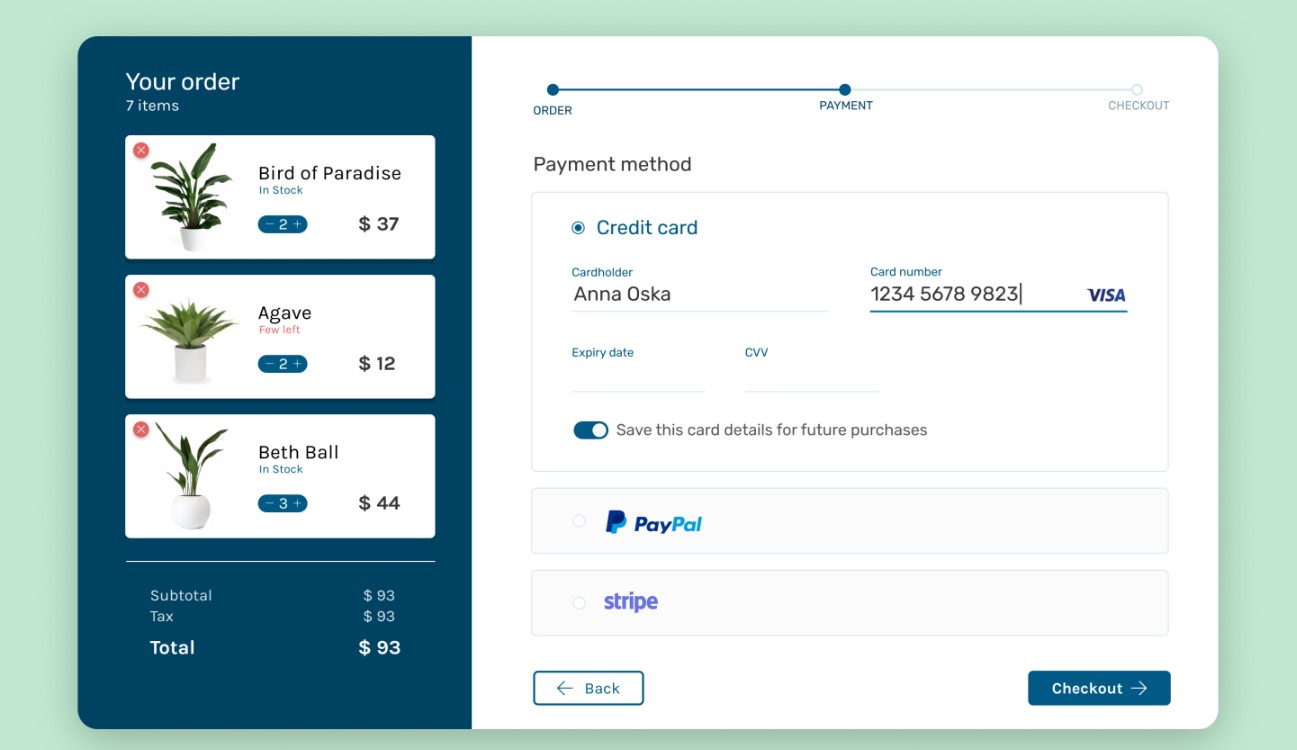 Your order
7 items
Bird of Paradise
In Stock
− 2 +
$ 37
Agave
Few left
− 2 +
$ 12
Beth Ball
In Stock
− 3 +
$ 44
Subtotal $ 93
Tax $ 93
Total $ 93
ORDER PAYMENT CHECKOUT
Payment method
Credit card
Cardholder
Anna Oska
Card number
1234 5678 9823
VISA
Expiry date
CVV
Save this card details for future purchases
PayPal
stripe
← Back
Checkout →